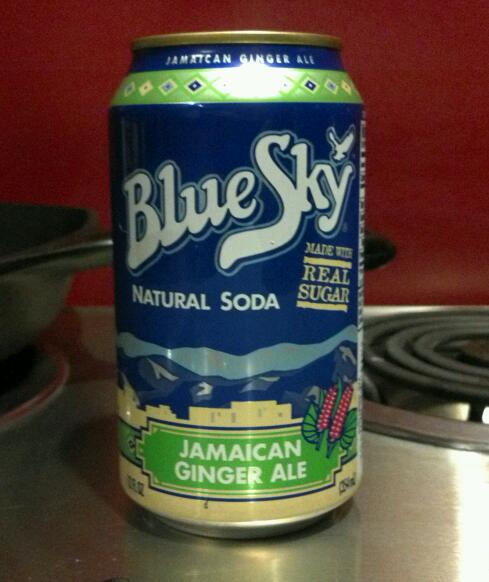 JAMAICAN GINGER ALE
Blue Sky
MADE WITH
REAL
SUGAR
NATURAL SODA
JAMAICAN
GINGER ALE